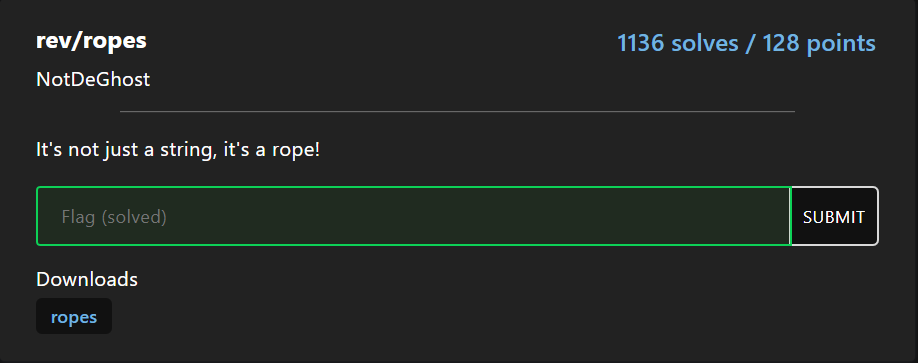 rev/ropes
1136 solves / 128 points
NotDeGhost
It's not just a string, it's a rope!
Flag (solved)
SUBMIT
Downloads
ropes